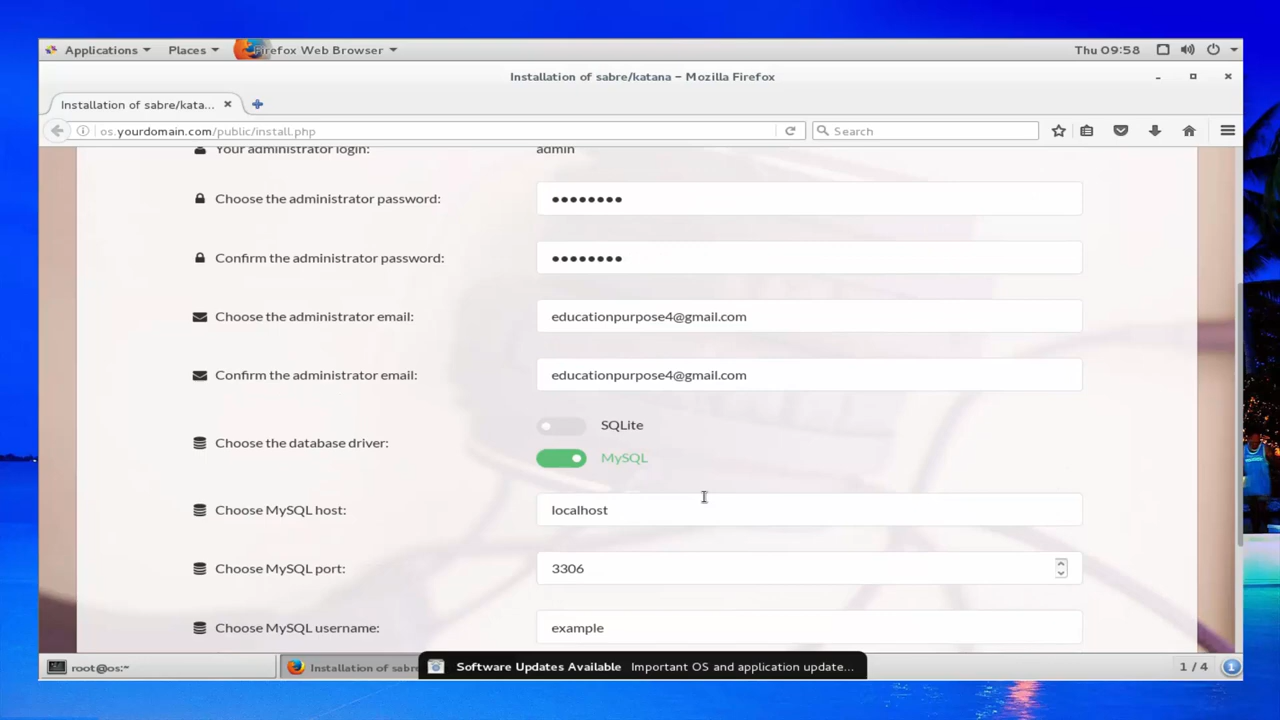 Applications Places Firefox Web Browser Thu 09:58
Installation of sabre/katana – Mozilla Firefox
Installation of sabre/kata...
os.yourdomain.com/public/install.php Search
Your administrator login: admin
Choose the administrator password: ••••••••
Confirm the administrator password: ••••••••
Choose the administrator email: educationpurpose4@gmail.com
Confirm the administrator email: educationpurpose4@gmail.com
SQLite
Choose the database driver:
MySQL
Choose MySQL host: localhost
Choose MySQL port: 3306
Choose MySQL username: example
root@os:~ Installation of sabre Software Updates Available Important OS and application update... 1 / 4 1